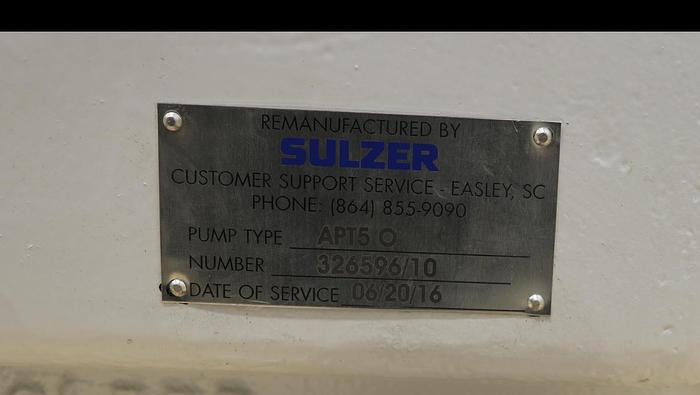 REMANUFACTURED BY
SULZER
CUSTOMER SUPPORT SERVICE - EASLEY, SC
PHONE: (864) 855-9090
PUMP TYPE APT5 O
NUMBER 326596/10
DATE OF SERVICE 06/20/16